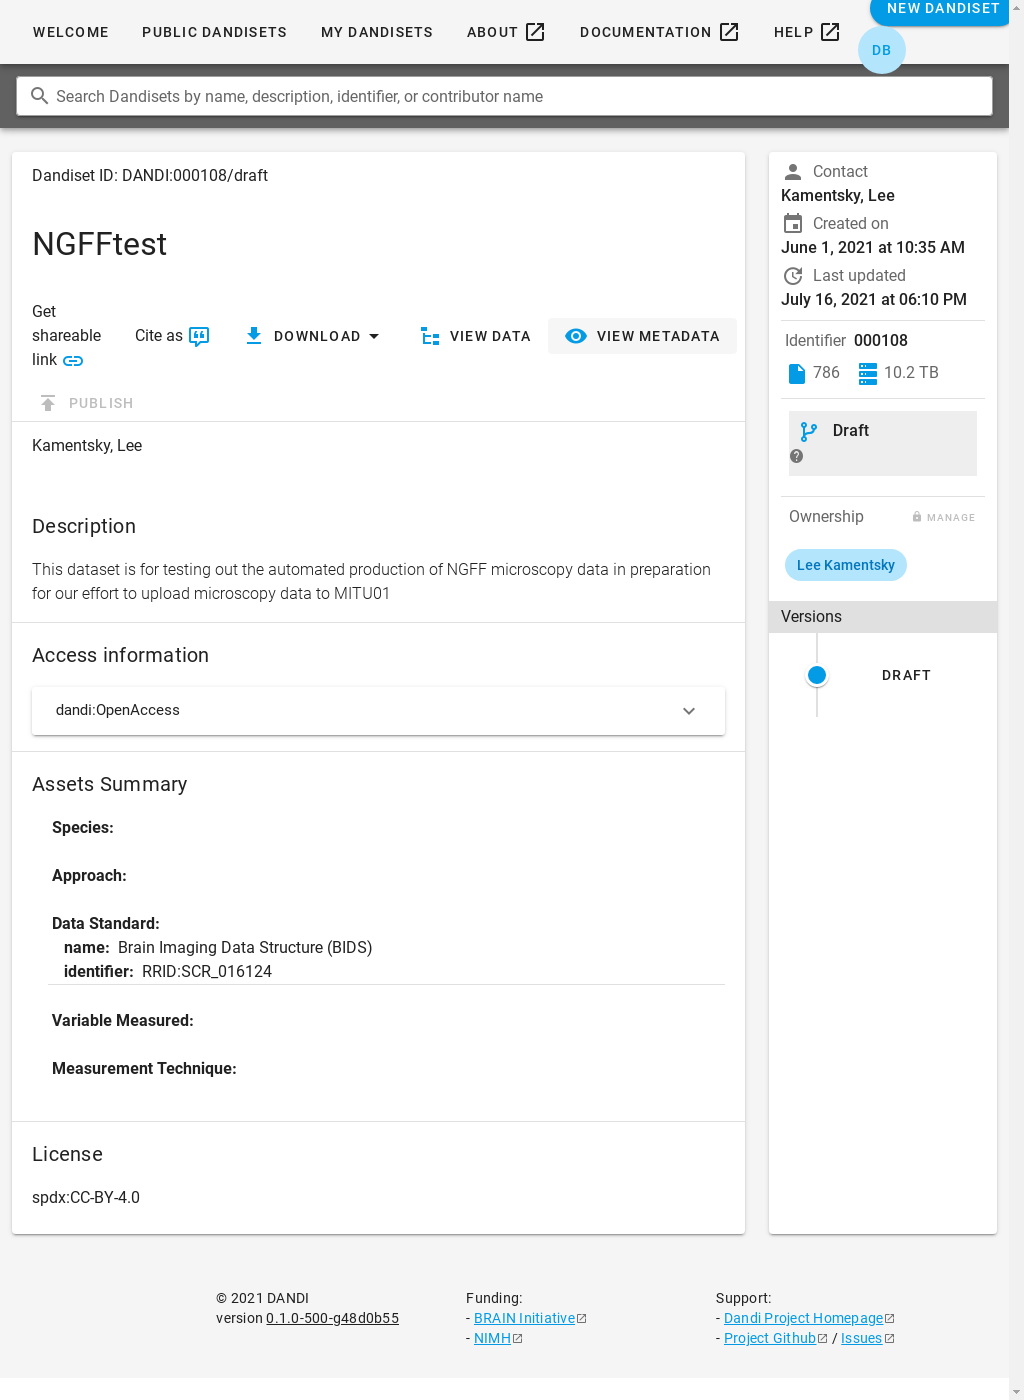 WELCOME
PUBLIC DANDISETS
MY DANDISETS
ABOUT
DOCUMENTATION
HELP
NEW DANDISET
DB
Search Dandisets by name, description, identifier, or contributor name
Dandiset ID: DANDI:000108/draft
NGFFtest
Get
shareable
link
Cite as
DOWNLOAD
VIEW DATA
VIEW METADATA
PUBLISH
Kamentsky, Lee
Description
This dataset is for testing out the automated production of NGFF microscopy data in preparation
for our effort to upload microscopy data to MITU01
Access information
dandi:OpenAccess
Assets Summary
Species:
Approach:
Data Standard:
name: Brain Imaging Data Structure (BIDS)
identifier: RRID:SCR_016124
Variable Measured:
Measurement Technique:
License
spdx:CC-BY-4.0
Contact
Kamentsky, Lee
Created on
June 1, 2021 at 10:35 AM
Last updated
July 16, 2021 at 06:10 PM
Identifier 000108
786
10.2 TB
Draft
Ownership
MANAGE
Lee Kamentsky
Versions
DRAFT
© 2021 DANDI
version 0.1.0-500-g48d0b55
Funding:
- BRAIN Initiative
- NIMH
Support:
- Dandi Project Homepage
- Project Github / Issues